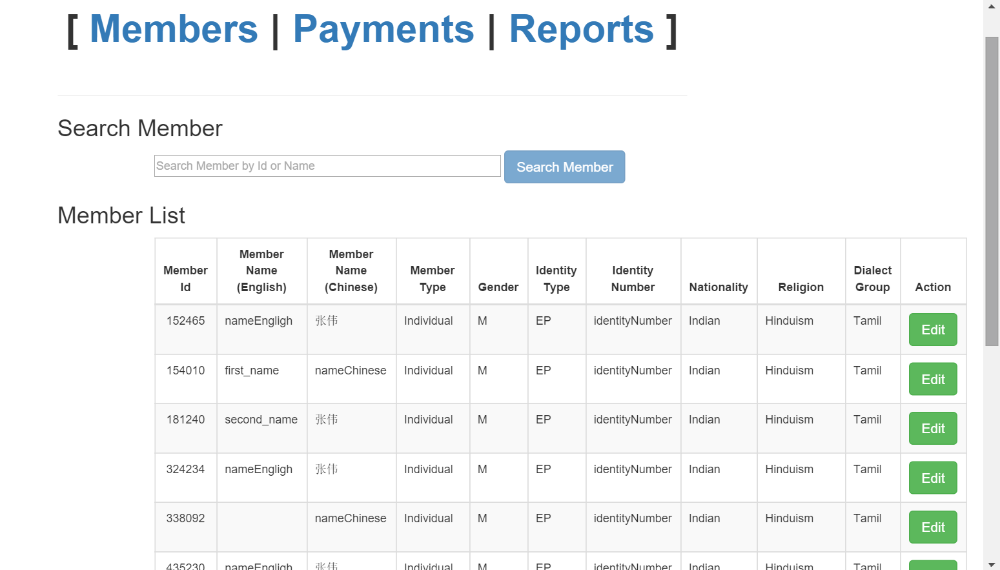 [ Members | Payments | Reports ]
Search Member
Search Member by Id or Name Search Member
Member List
Member Id Member Name (English) Member Name (Chinese) Member Type Gender Identity Type Identity Number Nationality Religion Dialect Group Action
152465 nameEngligh 张伟 Individual M EP identityNumber Indian Hinduism Tamil Edit
154010 first_name nameChinese Individual M EP identityNumber Indian Hinduism Tamil Edit
181240 second_name 张伟 Individual M EP identityNumber Indian Hinduism Tamil Edit
324234 nameEngligh 张伟 Individual M EP identityNumber Indian Hinduism Tamil Edit
338092 nameChinese Individual M EP identityNumber Indian Hinduism Tamil Edit
435230 nameEngligh 张伟 Individual M EP identityNumber Indian Hinduism Tamil